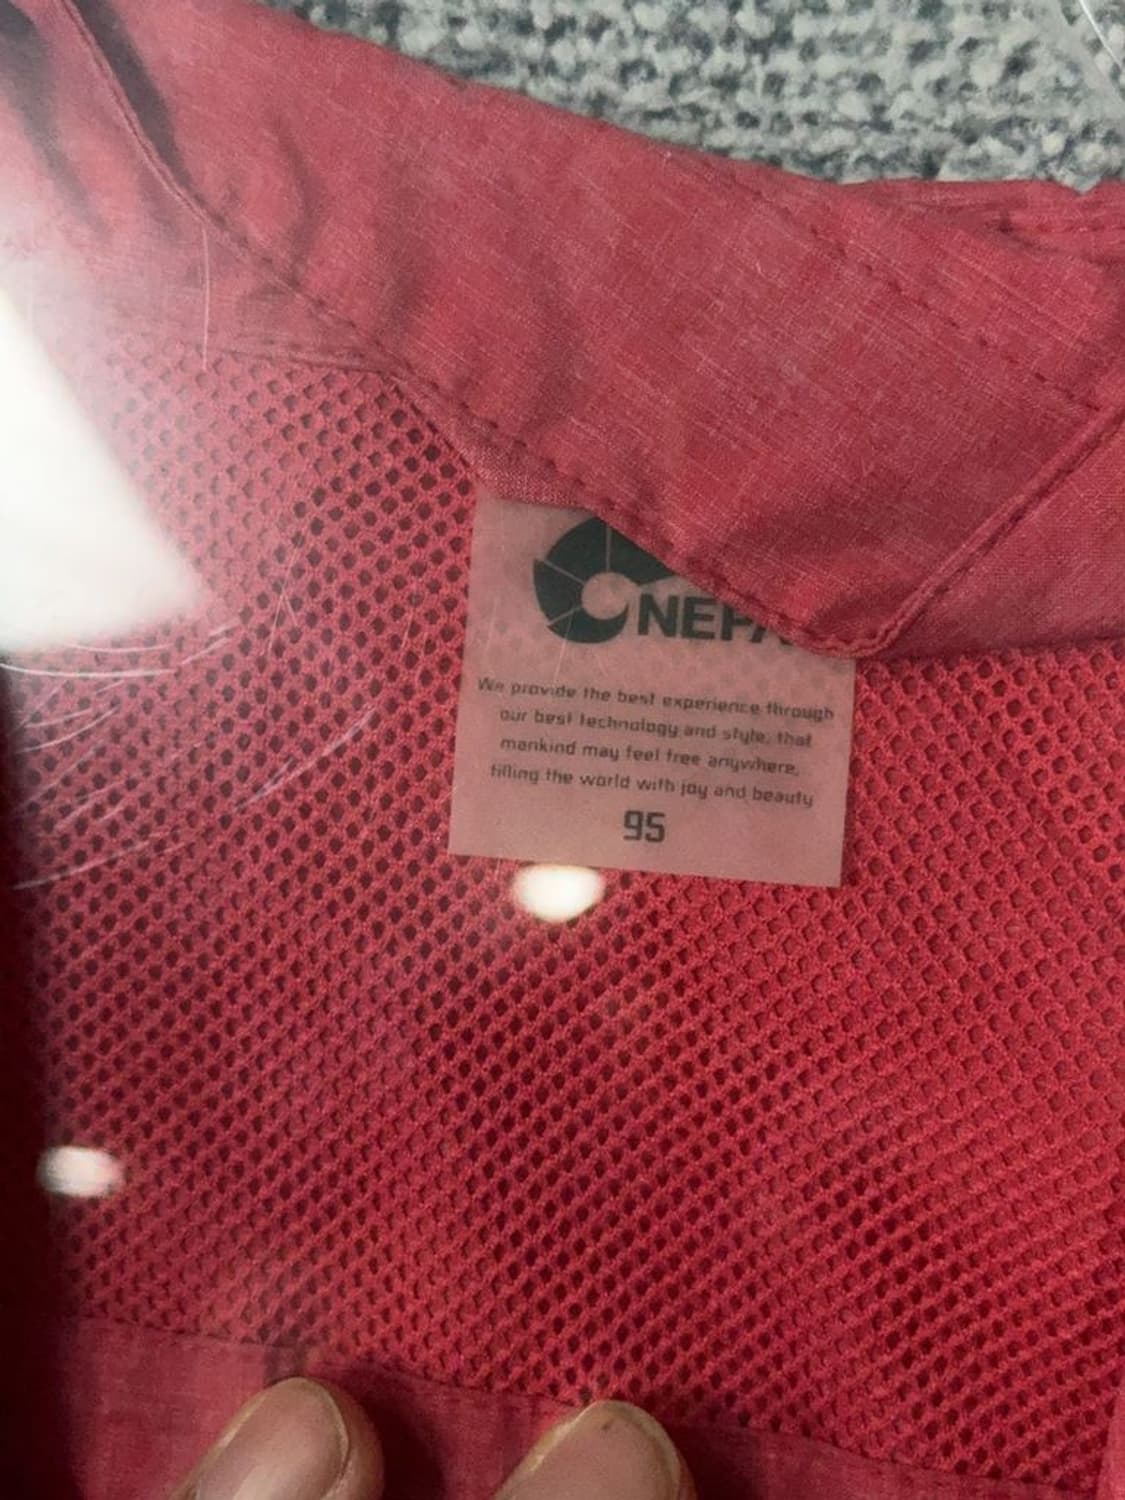 NEPA
We provide the best experience through
our best technology and style, that
mankind may feel free anywhere,
filling the world with joy and beauty
95